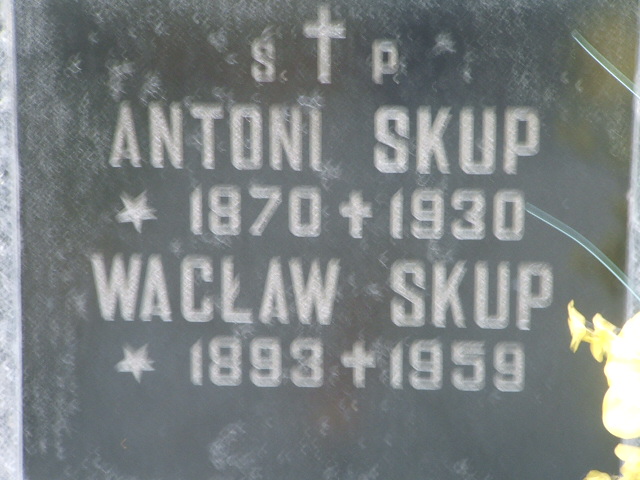 S. † P.
ANTONI SKUP
★ 1870 † 1930
WACŁAW SKUP
★ 1893 † 1959